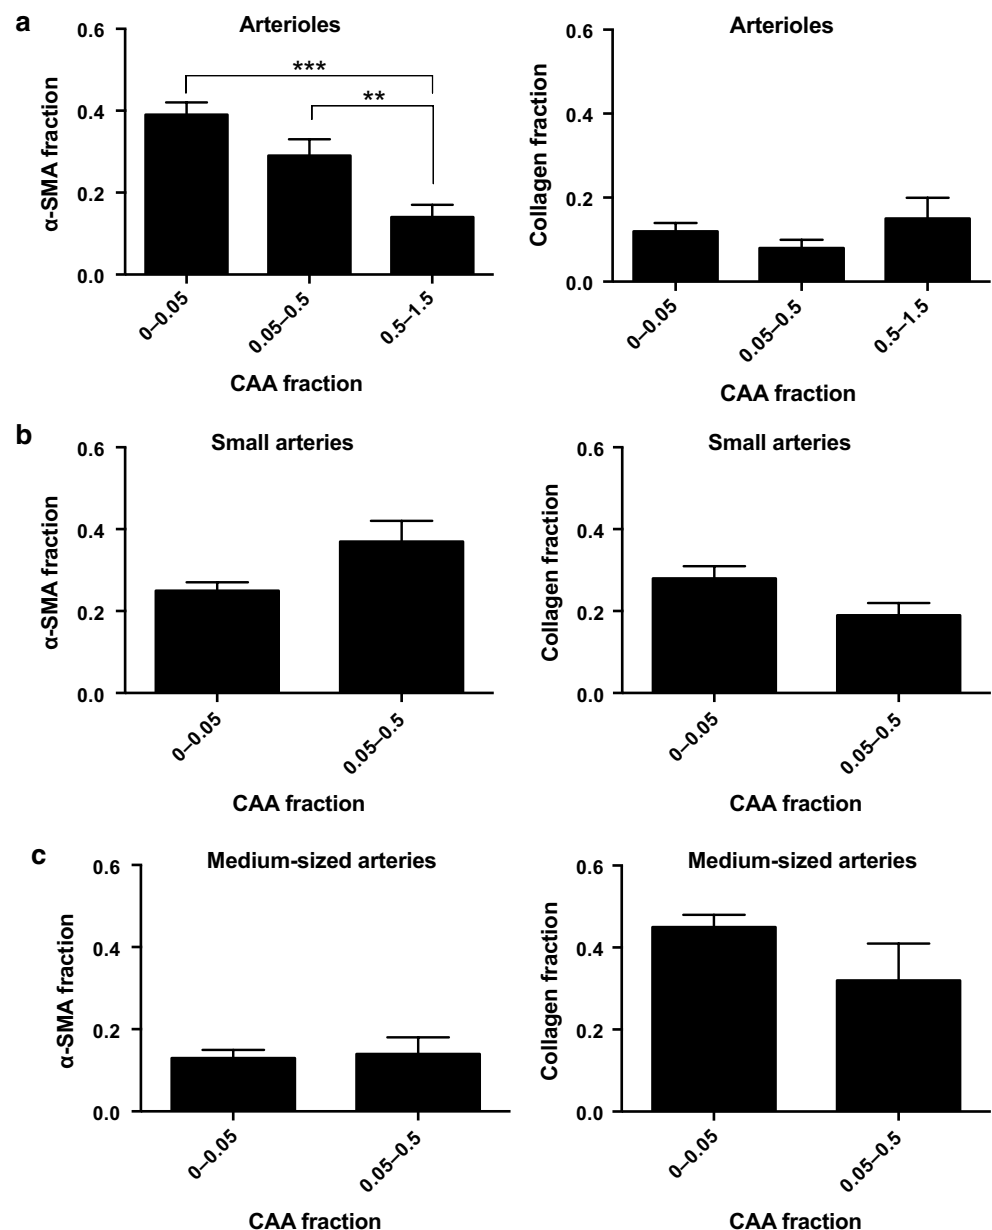 a
Arterioles
α-SMA fraction
0.6
0.4
0.2
0.0
***
**
0–0.05
0.05–0.5
0.5–1.5
CAA fraction
Arterioles
Collagen fraction
0.6
0.4
0.2
0.0
0–0.05
0.05–0.5
0.5–1.5
CAA fraction
b
Small arteries
α-SMA fraction
0.6
0.4
0.2
0.0
0–0.05
0.05–0.5
CAA fraction
Small arteries
Collagen fraction
0.6
0.4
0.2
0.0
0–0.05
0.05–0.5
CAA fraction
c
Medium-sized arteries
α-SMA fraction
0.6
0.4
0.2
0.0
0–0.05
0.05–0.5
CAA fraction
Medium-sized arteries
Collagen fraction
0.6
0.4
0.2
0.0
0–0.05
0.05–0.5
CAA fraction